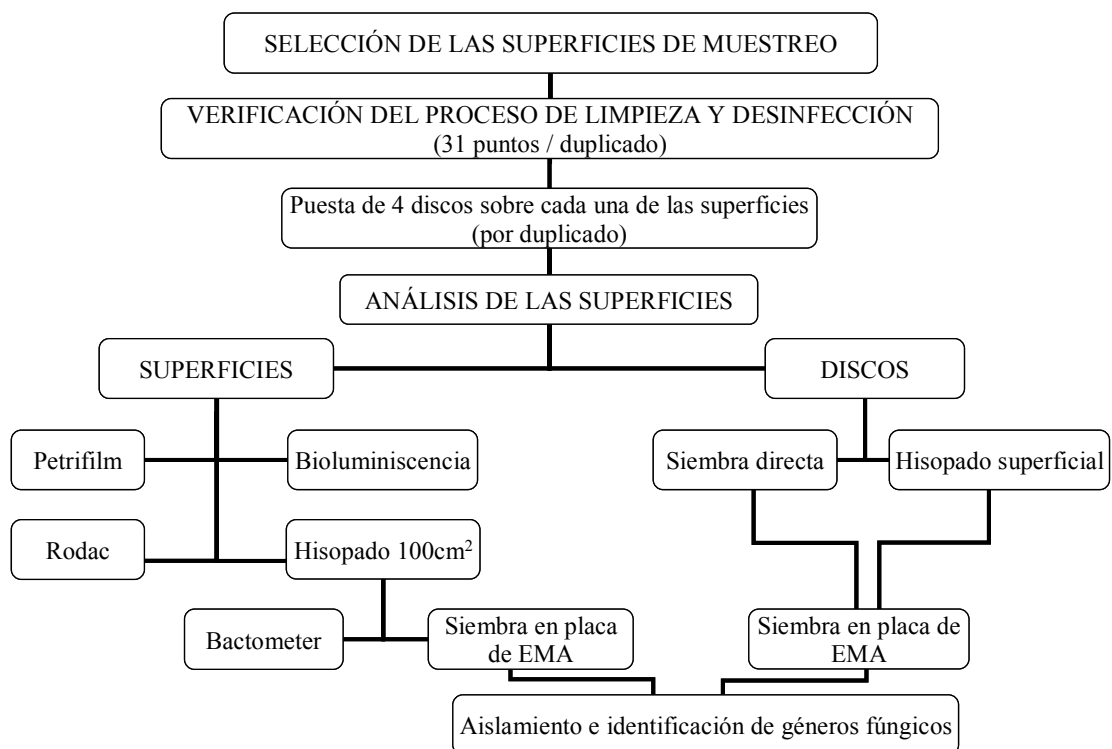 SELECCIÓN DE LAS SUPERFICIES DE MUESTREO
VERIFICACIÓN DEL PROCESO DE LIMPIEZA Y DESINFECCIÓN
(31 puntos / duplicado)
Puesta de 4 discos sobre cada una de las superficies
(por duplicado)
ANÁLISIS DE LAS SUPERFICIES
SUPERFICIES
DISCOS
Petrifilm
Bioluminiscencia
Siembra directa
Hisopado superficial
Rodac
Hisopado 100cm²
Bactometer
Siembra en placa
de EMA
Siembra en placa de
EMA
Aislamiento e identificación de géneros fúngicos